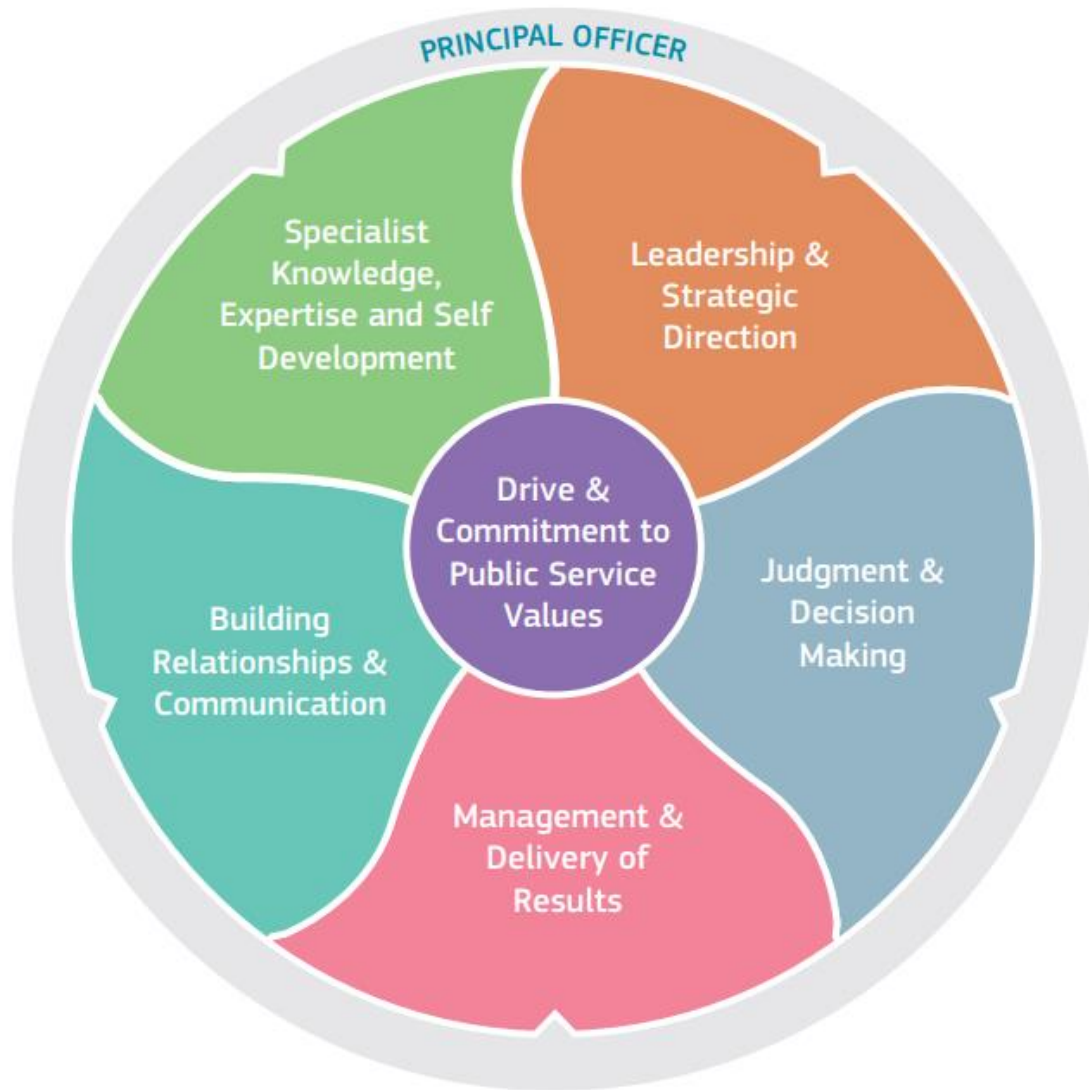 PRINCIPAL OFFICER
Specialist
Knowledge,
Expertise and Self
Development
Leadership &
Strategic
Direction
Drive &
Commitment to
Public Service
Values
Judgment &
Decision
Making
Building
Relationships &
Communication
Management &
Delivery of
Results